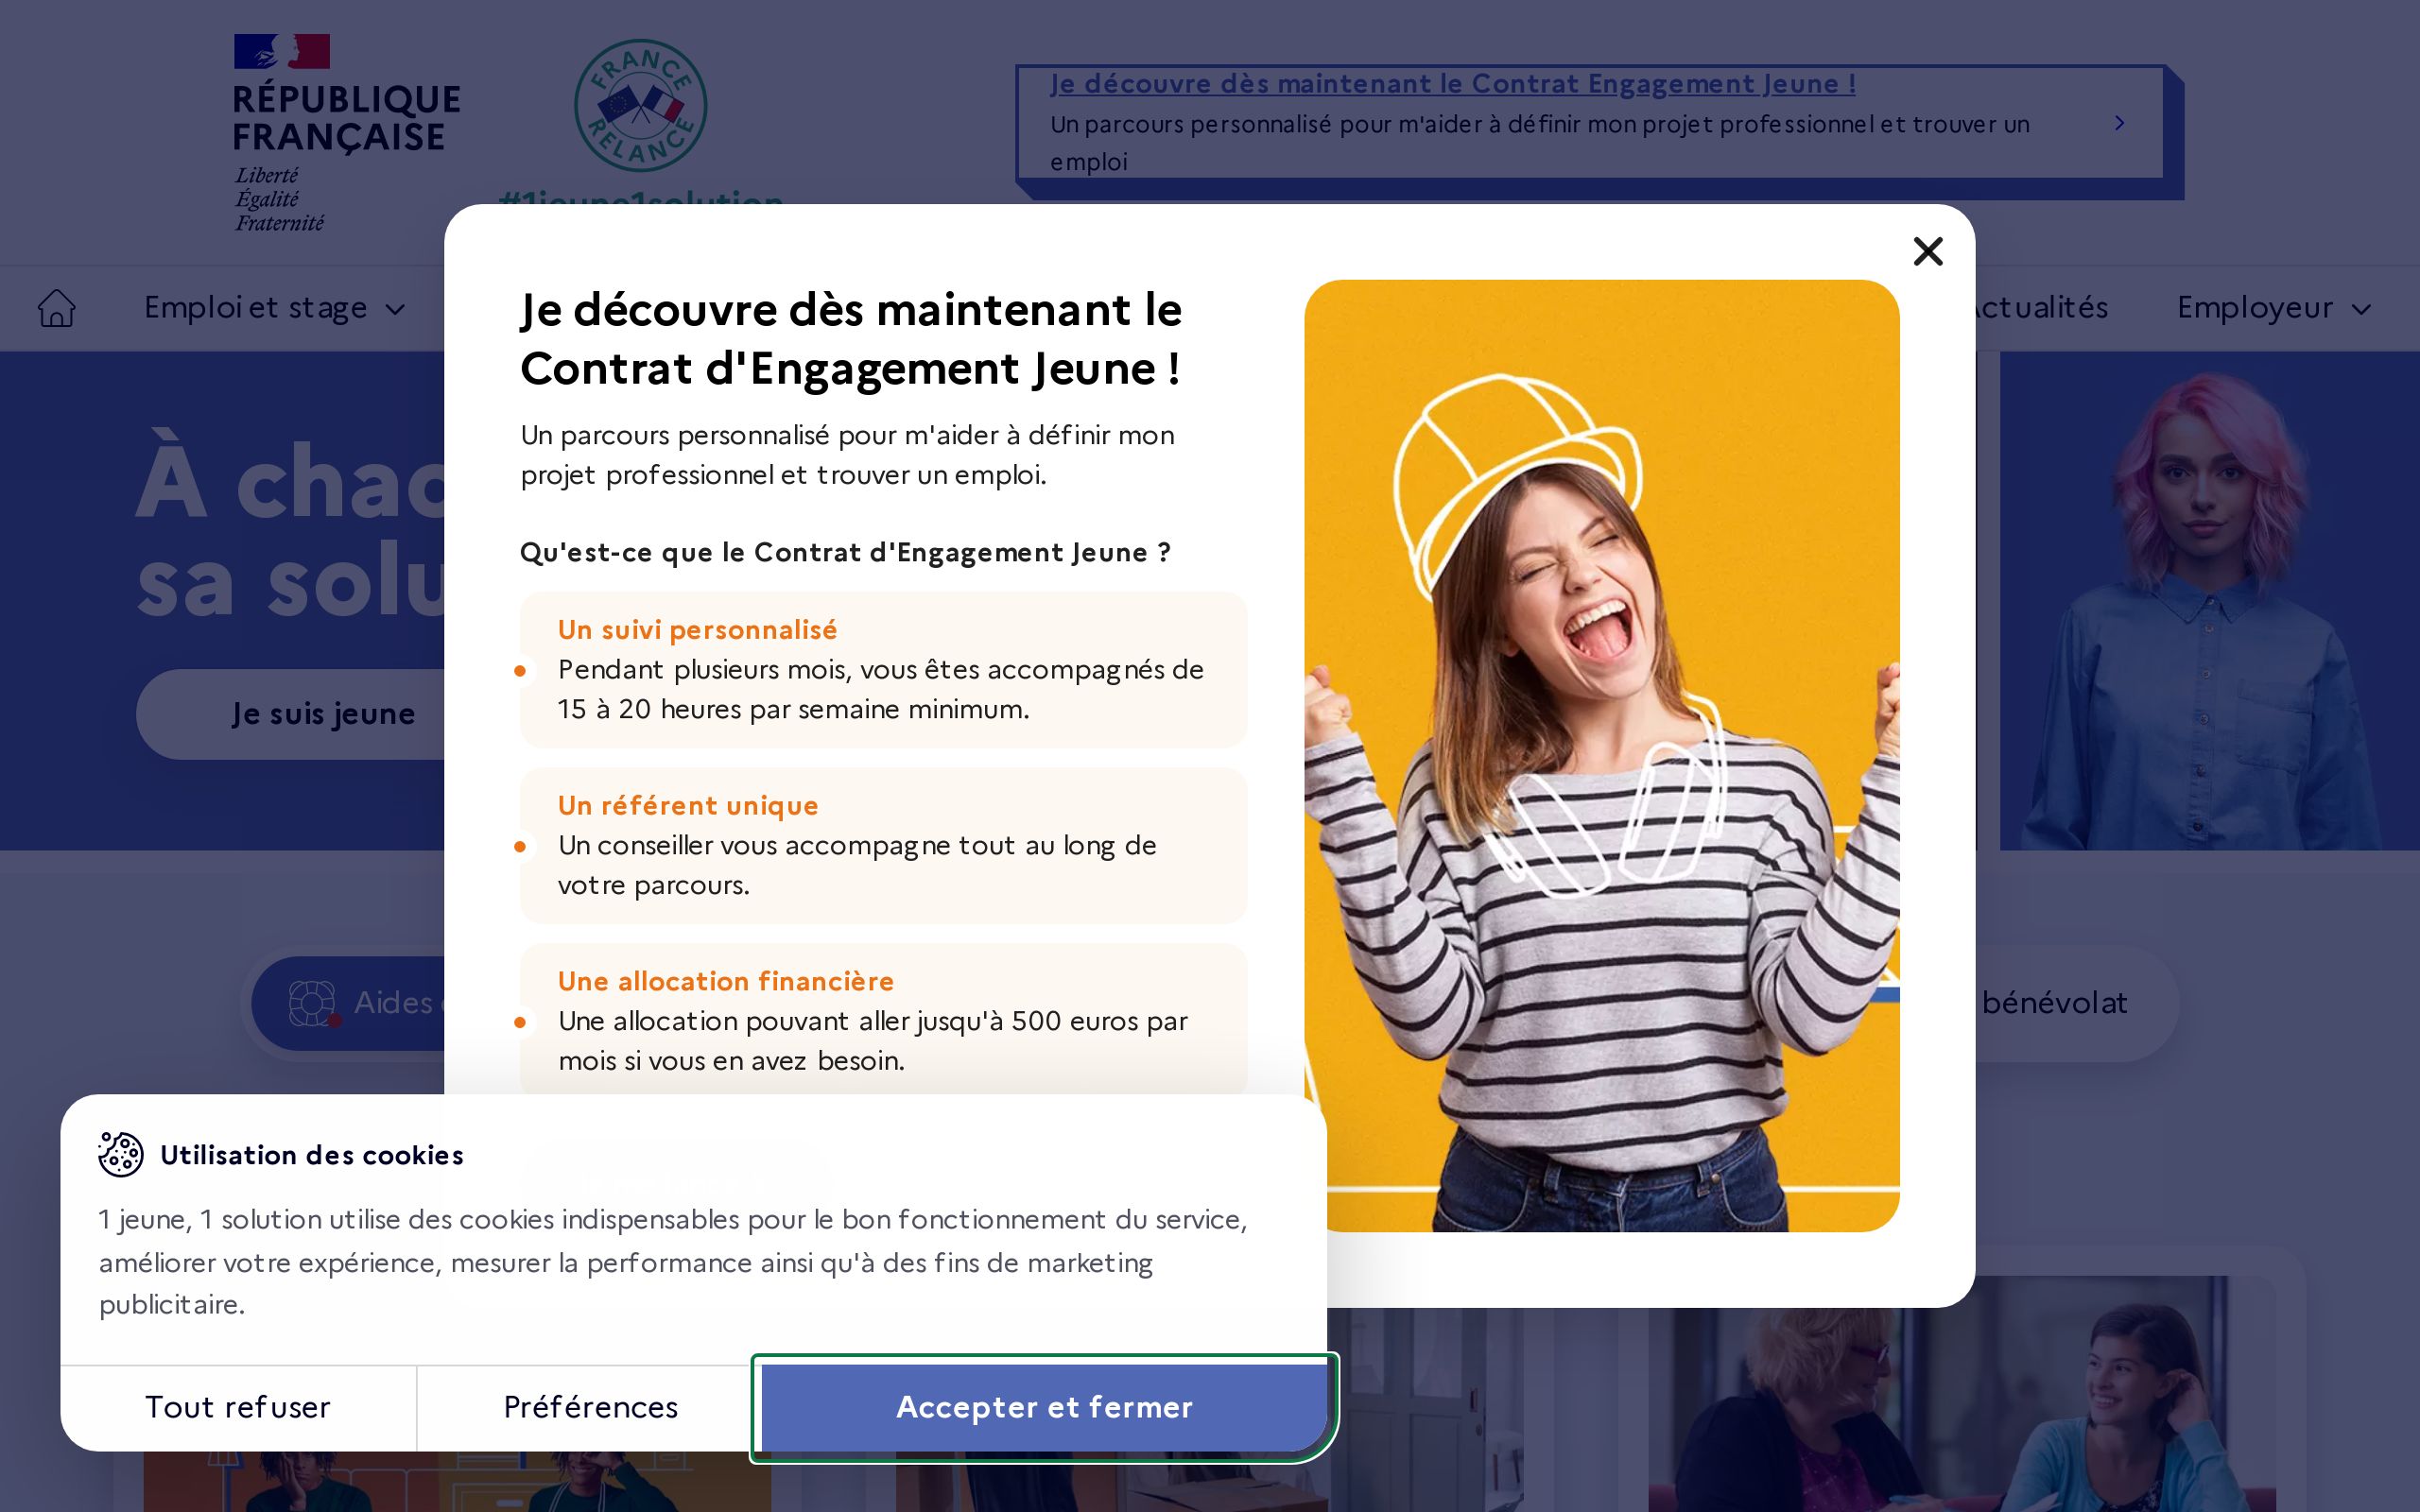 RÉPUBLIQUE
FRANÇAISE
Liberté
Égalité
Fraternité
FRANCE
RELANCE
#1jeune1solution
Je découvre dès maintenant le Contrat Engagement Jeune !
Un parcours personnalisé pour m'aider à définir mon projet professionnel et trouver un
emploi
Emploi et stage
Actualités
Employeur
À chac
sa solu
Je suis jeune
Aides
bénévolat
Je découvre dès maintenant le
Contrat d'Engagement Jeune !
Un parcours personnalisé pour m'aider à définir mon
projet professionnel et trouver un emploi.
Qu'est-ce que le Contrat d'Engagement Jeune ?
Un suivi personnalisé
Pendant plusieurs mois, vous êtes accompagnés de
15 à 20 heures par semaine minimum.
Un référent unique
Un conseiller vous accompagne tout au long de
votre parcours.
Une allocation financière
Une allocation pouvant aller jusqu'à 500 euros par
mois si vous en avez besoin.
Utilisation des cookies
1 jeune, 1 solution utilise des cookies indispensables pour le bon fonctionnement du service,
améliorer votre expérience, mesurer la performance ainsi qu'à des fins de marketing
publicitaire.
Tout refuser
Préférences
Accepter et fermer